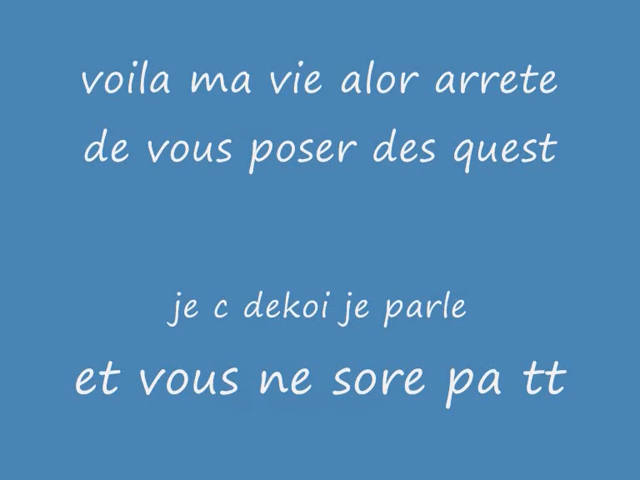 voila ma vie alor arrete
de vous poser des quest
je c dekoi je parle
et vous ne sore pa tt